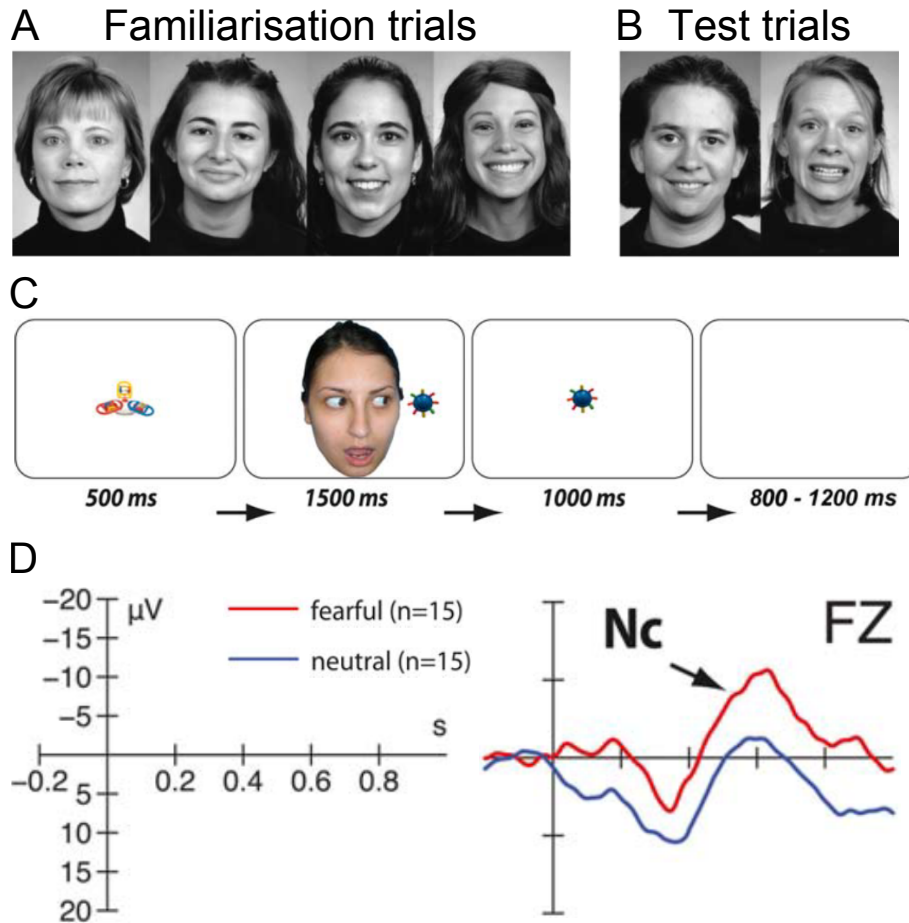 A Familiarisation trials
B Test trials
C
500 ms
1500 ms
1000 ms
800 - 1200 ms
D
−20
−15
−10
−5
5
10
15
20
µV
s
−0.2
0.2
0.4
0.6
0.8
fearful (n=15)
neutral (n=15)
Nc
FZ